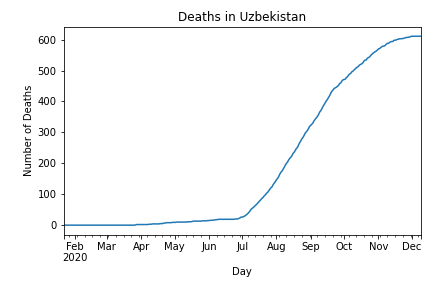 Deaths in Uzbekistan
Number of Deaths
600
500
400
300
200
100
0
Feb Mar Apr May Jun Jul Aug Sep Oct Nov Dec
2020
Day